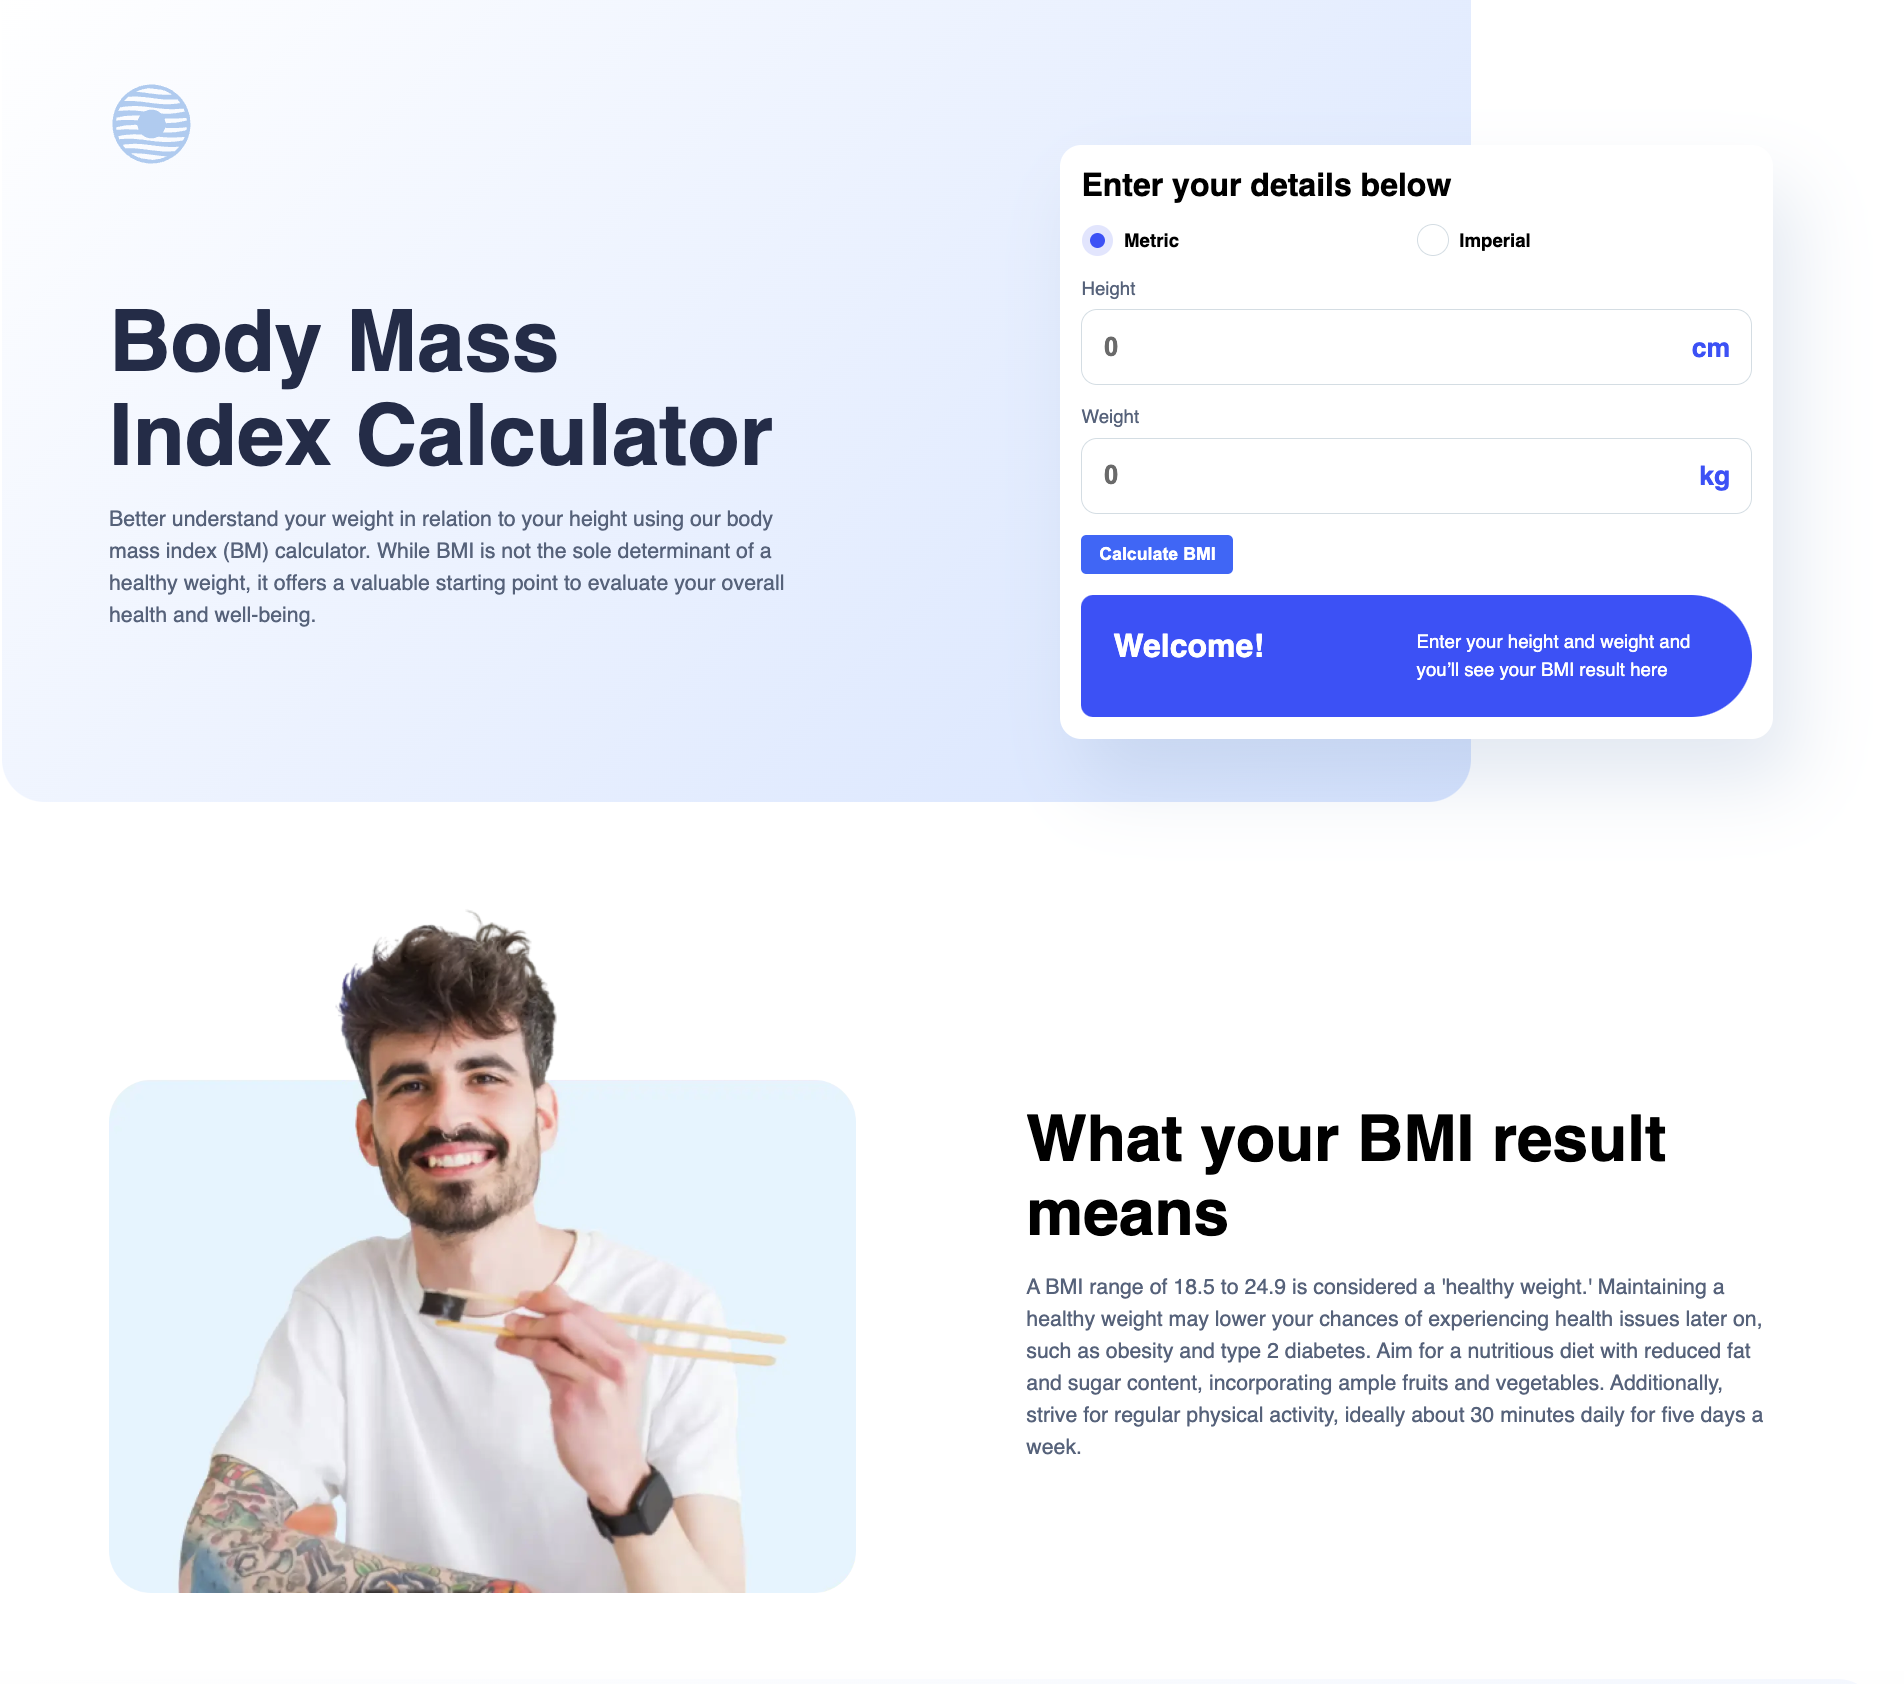 Body Mass
Index Calculator
Better understand your weight in relation to your height using our body
mass index (BM) calculator. While BMI is not the sole determinant of a
healthy weight, it offers a valuable starting point to evaluate your overall
health and well-being.
Enter your details below
Metric
Imperial
Height
0
cm
Weight
0
kg
Calculate BMI
Welcome!
Enter your height and weight and
you’ll see your BMI result here
What your BMI result
means
A BMI range of 18.5 to 24.9 is considered a 'healthy weight.' Maintaining a
healthy weight may lower your chances of experiencing health issues later on,
such as obesity and type 2 diabetes. Aim for a nutritious diet with reduced fat
and sugar content, incorporating ample fruits and vegetables. Additionally,
strive for regular physical activity, ideally about 30 minutes daily for five days a
week.